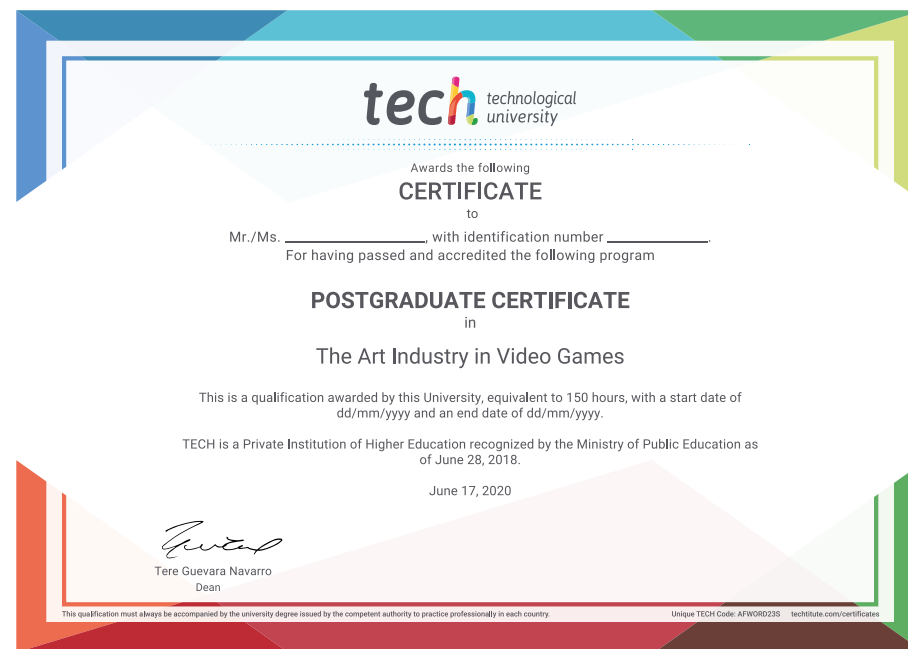 tech technological
university
Awards the following
CERTIFICATE
to
Mr./Ms. ____________________, with identification number ______________.
For having passed and accredited the following program
POSTGRADUATE CERTIFICATE
in
The Art Industry in Video Games
This is a qualification awarded by this University, equivalent to 150 hours, with a start date of
dd/mm/yyyy and an end date of dd/mm/yyyy.
TECH is a Private Institution of Higher Education recognized by the Ministry of Public Education as
of June 28, 2018.
June 17, 2020
Tere Guevara Navarro
Dean
This qualification must always be accompanied by the university degree issued by the competent authority to practice professionally in each country. Unique TECH Code: AFWORD23S techtitute.com/certificates